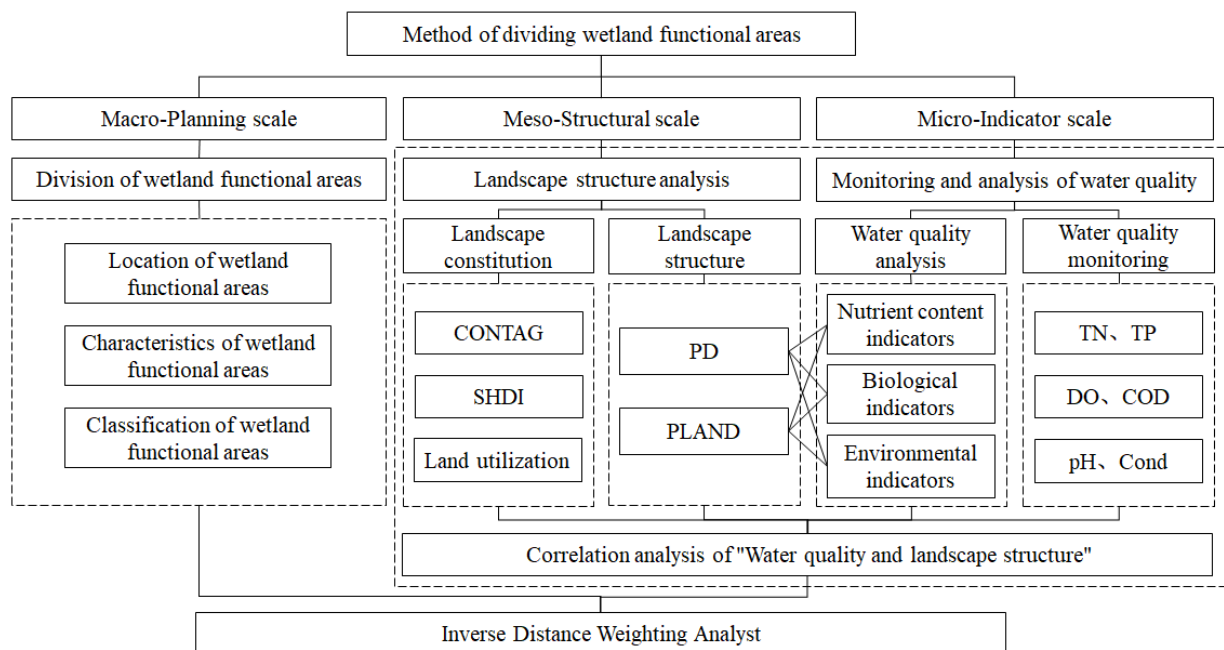 Method of dividing wetland functional areas
Macro-Planning scale
Meso-Structural scale
Micro-Indicator scale
Division of wetland functional areas
Landscape structure analysis
Monitoring and analysis of water quality
Landscape
constitution
Landscape
structure
Water quality
analysis
Water quality
monitoring
Location of wetland
functional areas
Characteristics of wetland
functional areas
Classification of wetland
functional areas
CONTAG
SHDI
Land utilization
PD
PLAND
Nutrient content
indicators
Biological
indicators
Environmental
indicators
TN、TP
DO、COD
pH、Cond
Correlation analysis of "Water quality and landscape structure"
Inverse Distance Weighting Analyst